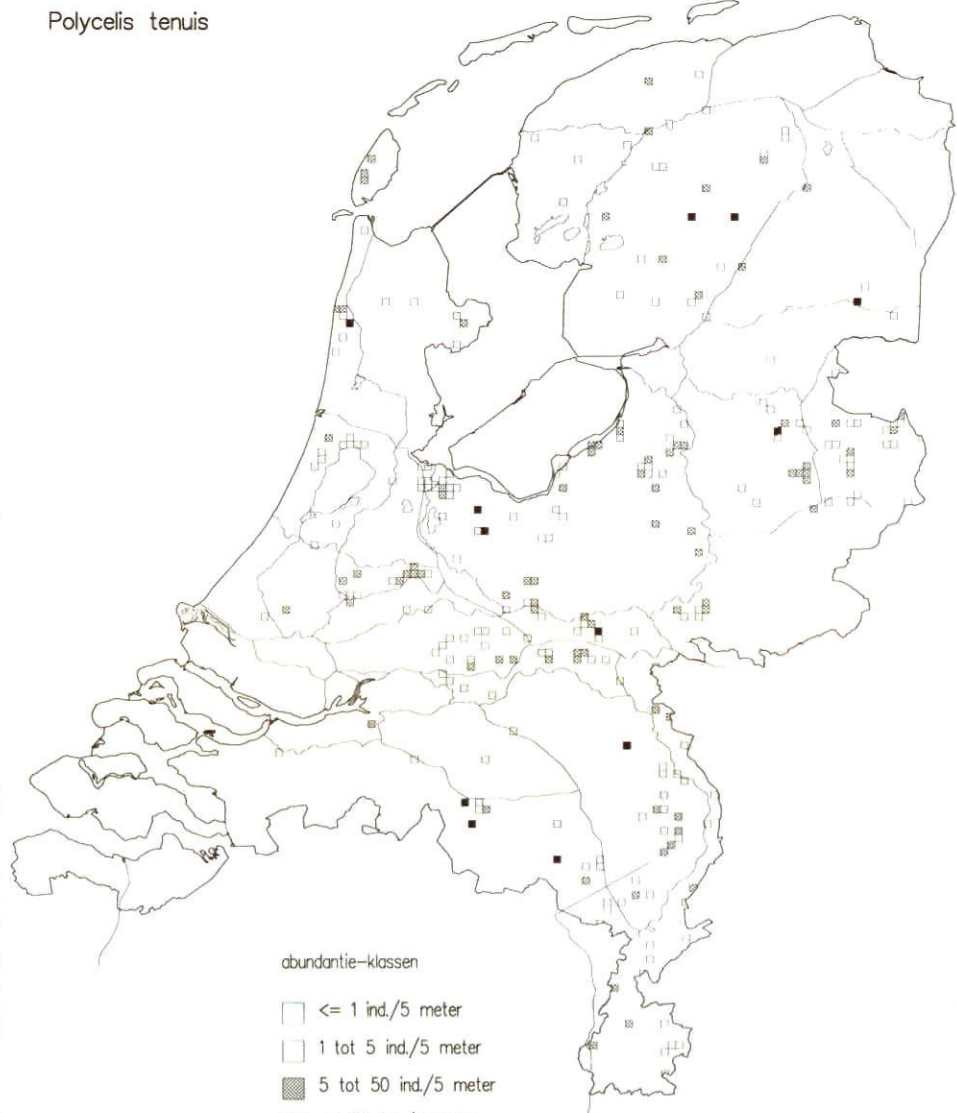 Polycelis tenuis
abundantie-klassen
<= 1 ind./5 meter
1 tot 5 ind./5 meter
5 tot 50 ind./5 meter